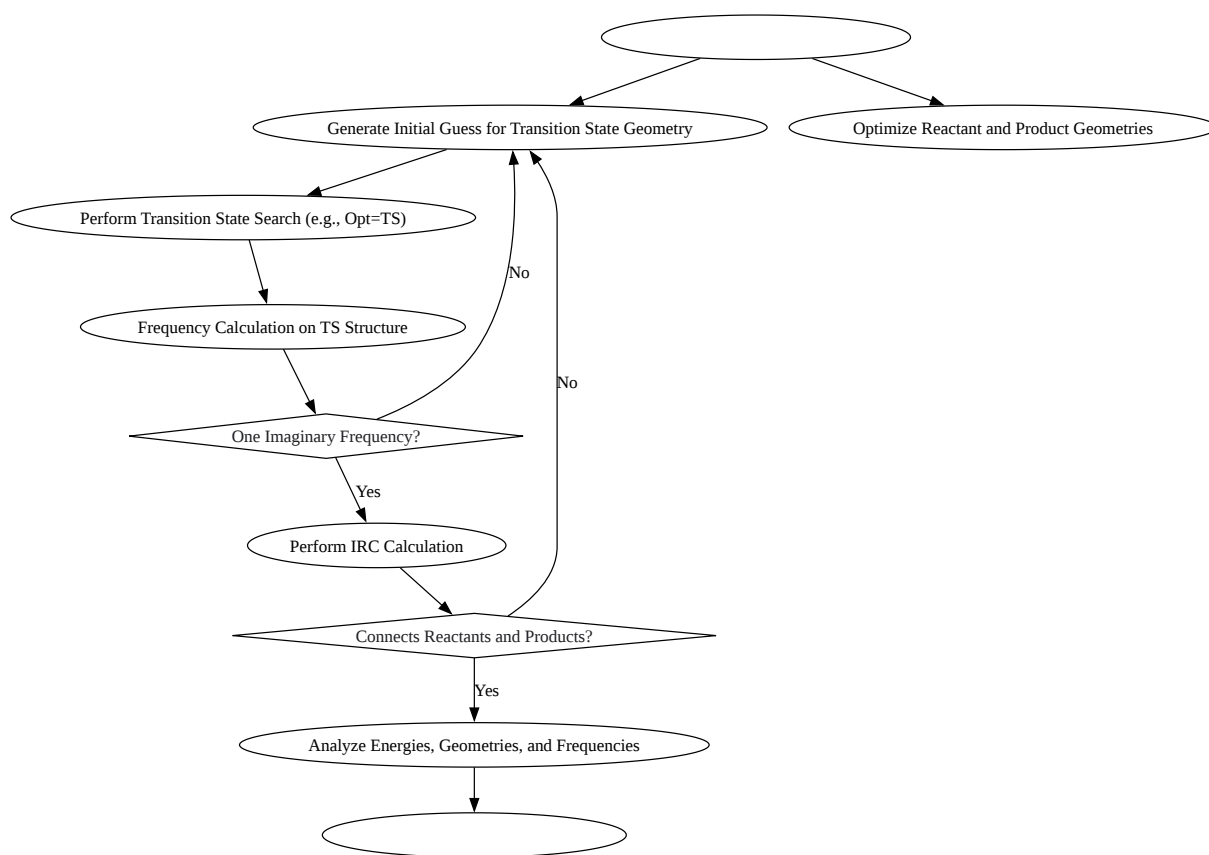 Generate Initial Guess for Transition State Geometry
Optimize Reactant and Product Geometries
Perform Transition State Search (e.g., Opt=TS)
No
Frequency Calculation on TS Structure
No
One Imaginary Frequency?
Yes
Perform IRC Calculation
Connects Reactants and Products?
Yes
Analyze Energies, Geometries, and Frequencies